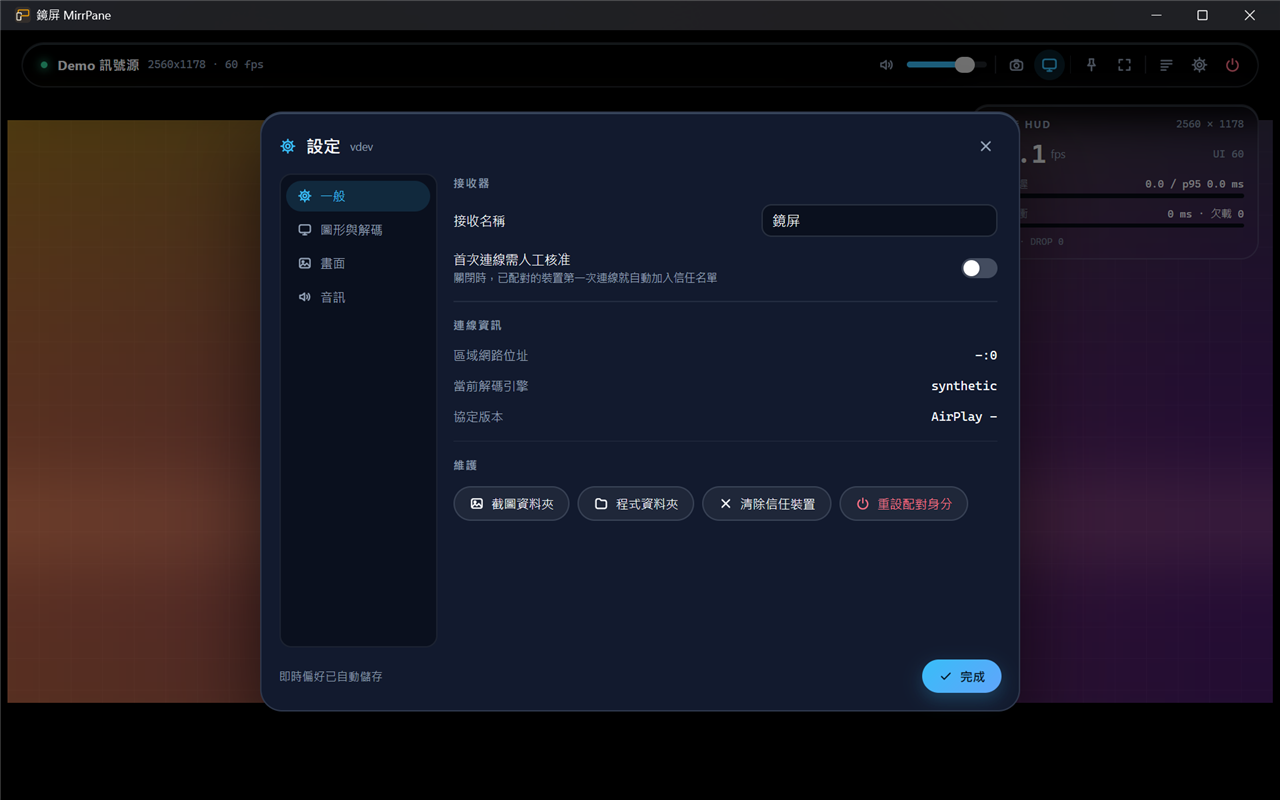 鏡屏 MirrPane
Demo 訊號源 2560x1178 · 60 fps
HUD 2560 × 1178
.1 fps UI 60
0.0 / p95 0.0 ms
0 ms · 欠載 0
· DROP 0
設定 vdev
一般
圖形與解碼
畫面
音訊
接收器
接收名稱 鏡屏
首次連線需人工核准
關閉時，已配對的裝置第一次連線就自動加入信任名單
連線資訊
區域網路位址 –:0
當前解碼引擎 synthetic
協定版本 AirPlay –
維護
截圖資料夾 程式資料夾 清除信任裝置 重設配對身分
即時偏好已自動儲存
完成